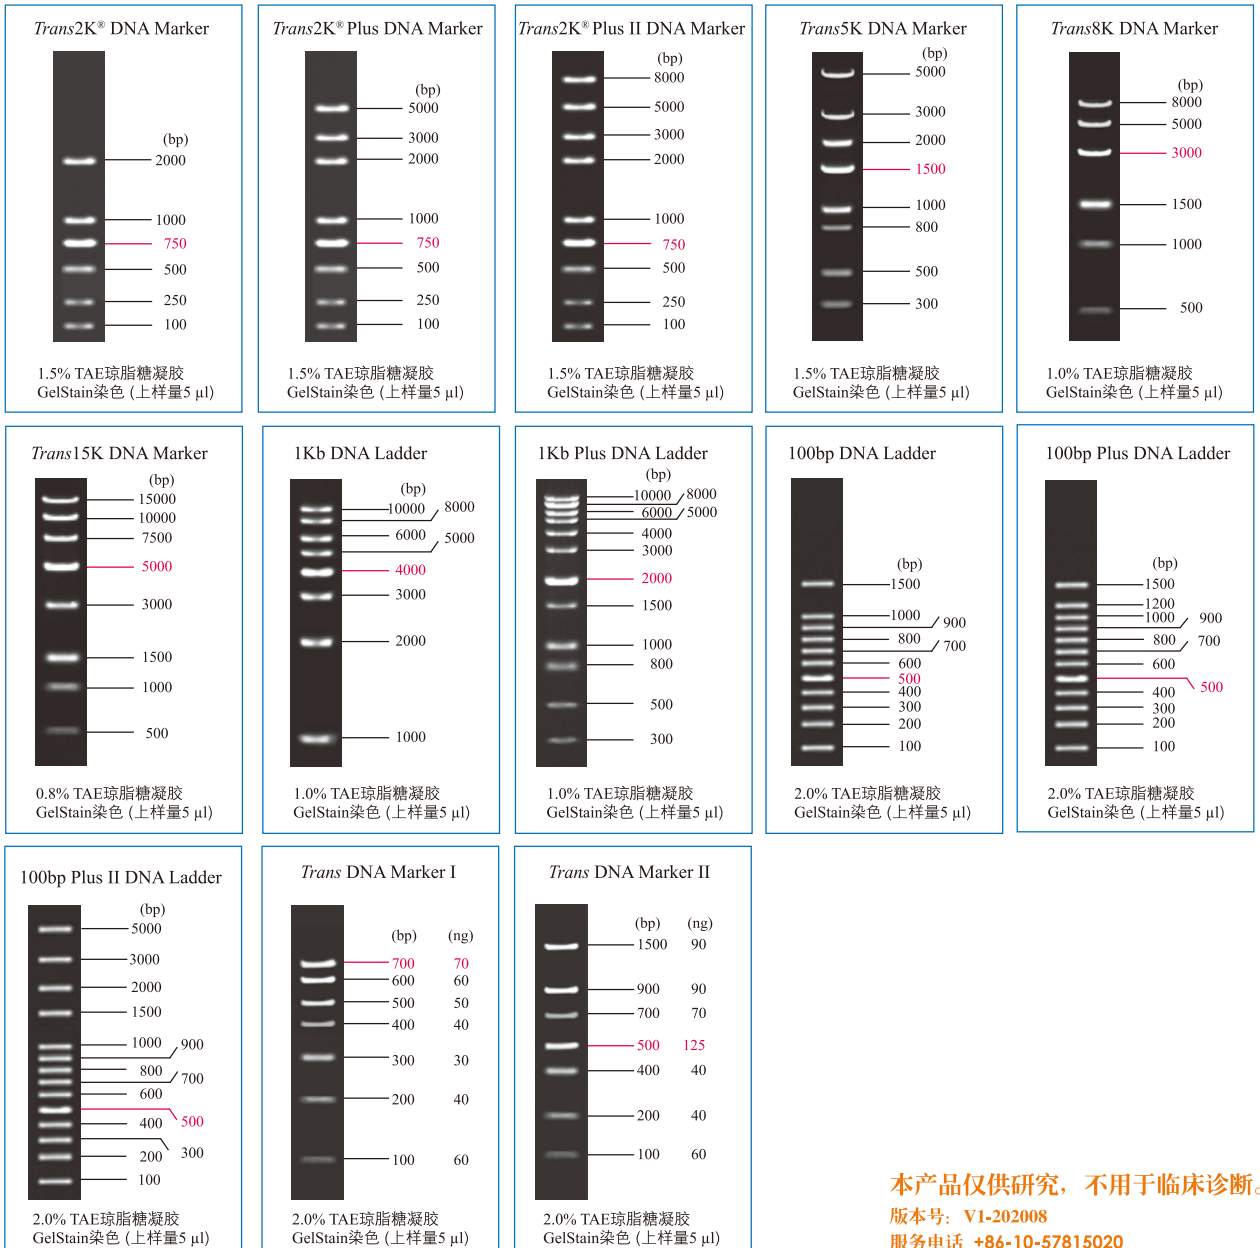 Trans2K® DNA Marker
(bp)
2000
1000
750
500
250
100
1.5% TAE琼脂糖凝胶
GelStain染色 (上样量5 µl)
Trans2K® Plus DNA Marker
(bp)
5000
3000
2000
1000
750
500
250
100
1.5% TAE琼脂糖凝胶
GelStain染色 (上样量5 µl)
Trans2K® Plus II DNA Marker
(bp)
8000
5000
3000
2000
1000
750
500
250
100
1.5% TAE琼脂糖凝胶
GelStain染色 (上样量5 µl)
Trans5K DNA Marker
(bp)
5000
3000
2000
1500
1000
800
500
300
1.5% TAE琼脂糖凝胶
GelStain染色 (上样量5 µl)
Trans8K DNA Marker
(bp)
8000
5000
3000
1500
1000
500
1.0% TAE琼脂糖凝胶
GelStain染色 (上样量5 µl)
Trans15K DNA Marker
(bp)
15000
10000
7500
5000
3000
1500
1000
500
0.8% TAE琼脂糖凝胶
GelStain染色 (上样量5 µl)
1Kb DNA Ladder
(bp)
10000 8000
6000 5000
4000
3000
2000
1000
1.0% TAE琼脂糖凝胶
GelStain染色 (上样量5 µl)
1Kb Plus DNA Ladder
(bp)
10000 8000
6000 5000
4000
3000
2000
1500
1000
800
500
300
1.0% TAE琼脂糖凝胶
GelStain染色 (上样量5 µl)
100bp DNA Ladder
(bp)
1500
1000 900
800 700
600
500
400
300
200
100
2.0% TAE琼脂糖凝胶
GelStain染色 (上样量5 µl)
100bp Plus DNA Ladder
(bp)
1500
1200
1000 900
800 700
600
500
400
300
200
100
2.0% TAE琼脂糖凝胶
GelStain染色 (上样量5 µl)
100bp Plus II DNA Ladder
(bp)
5000
3000
2000
1500
1000 900
800 700
600
500
400
300
200
100
2.0% TAE琼脂糖凝胶
GelStain染色 (上样量5 µl)
Trans DNA Marker I
(bp) (ng)
700 70
600 60
500 50
400 40
300 30
200 40
100 60
2.0% TAE琼脂糖凝胶
GelStain染色 (上样量5 µl)
Trans DNA Marker II
(bp) (ng)
1500 90
900 90
700 70
500 125
400 40
200 40
100 60
2.0% TAE琼脂糖凝胶
GelStain染色 (上样量5 µl)
本产品仅供研究，不用于临床诊断。
版本号：V1-202008
服务电话 +86-10-57815020